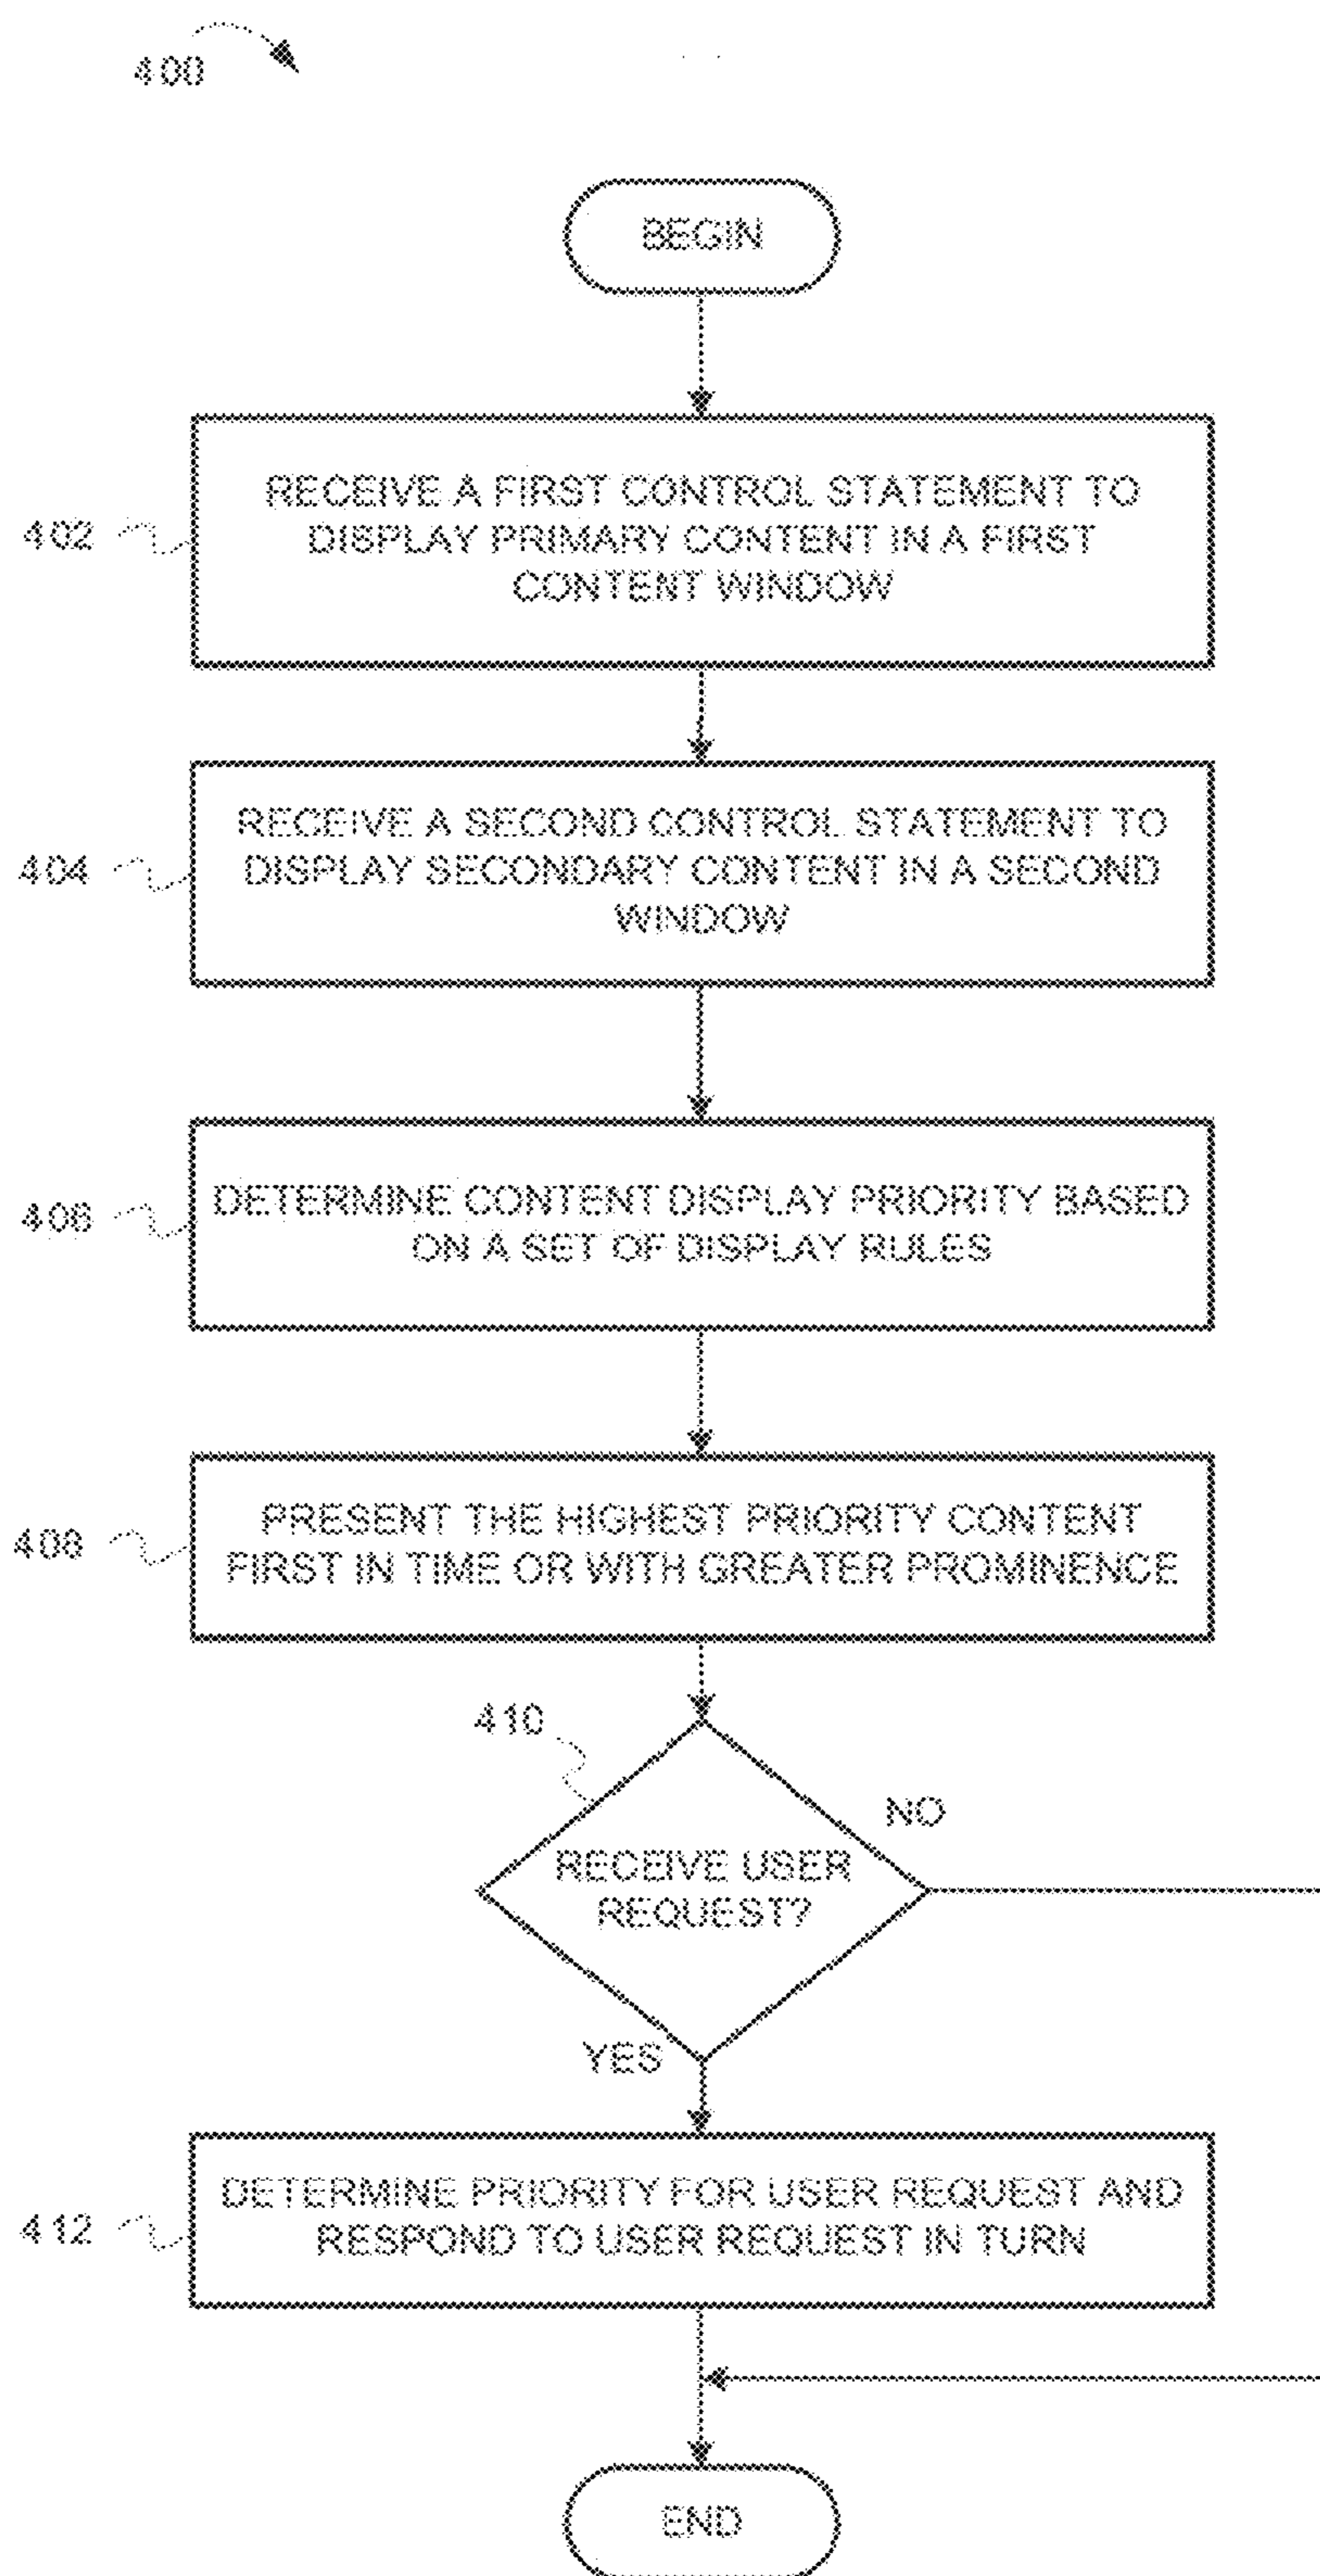 400
BEGIN
RECEIVE A FIRST CONTROL STATEMENT TO
DISPLAY PRIMARY CONTENT IN A FIRST
CONTENT WINDOW
402
RECEIVE A SECOND CONTROL STATEMENT TO
DISPLAY SECONDARY CONTENT IN A SECOND
WINDOW
404
DETERMINE CONTENT DISPLAY PRIORITY BASED
ON A SET OF DISPLAY RULES
406
PRESENT THE HIGHEST PRIORITY CONTENT
FIRST IN TIME OR WITH GREATER PROMINENCE
408
410
NO
RECEIVE USER
REQUEST?
YES
DETERMINE PRIORITY FOR USER REQUEST AND
RESPOND TO USER REQUEST IN TURN
412
END